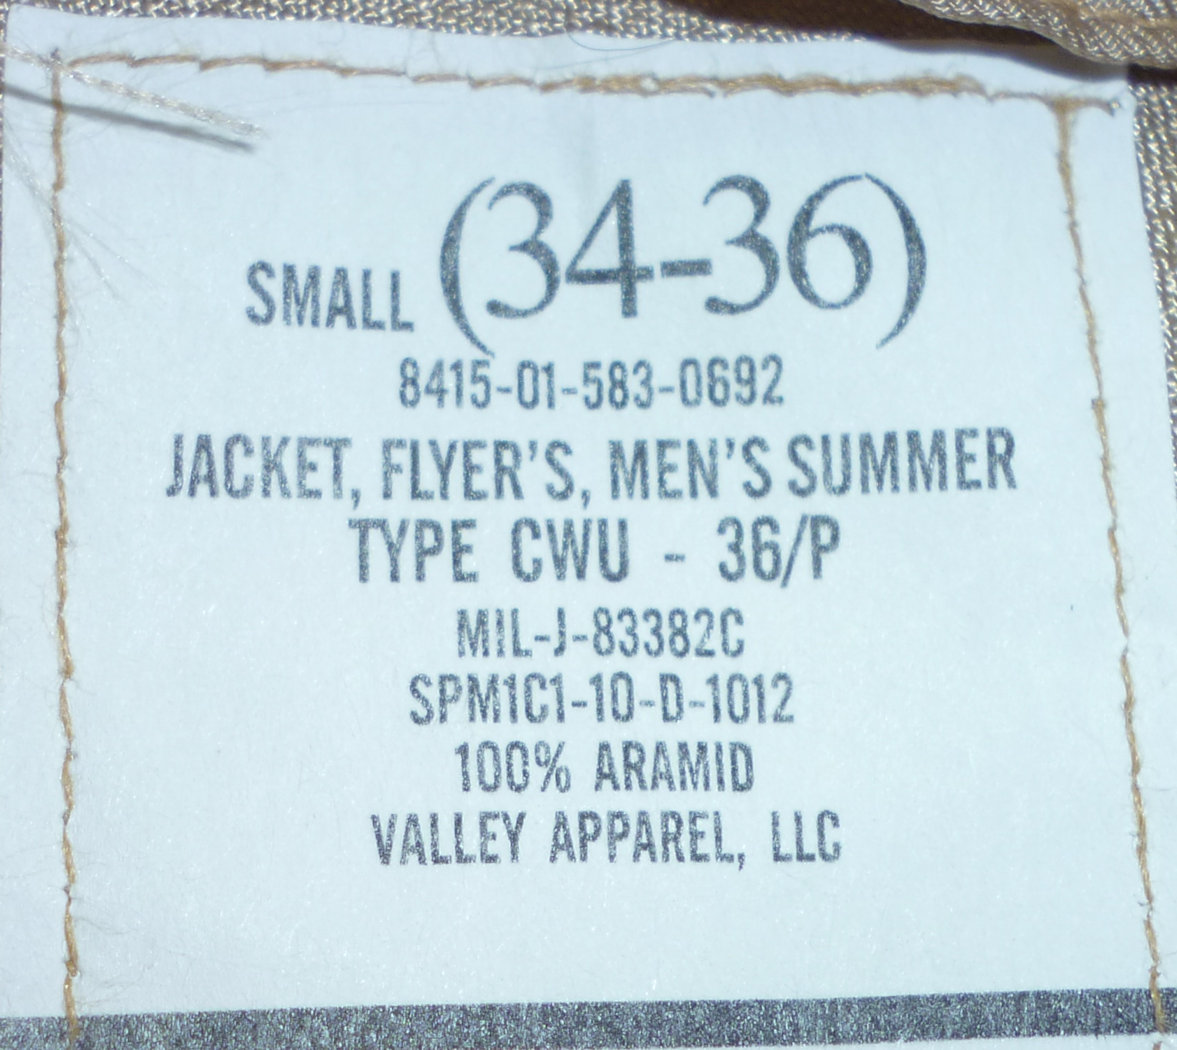 SMALL (34-36)
8415-01-583-0692
JACKET, FLYER'S, MEN'S SUMMER
TYPE CWU - 36/P
MIL-J-83382C
SPM1C1-10-D-1012
100% ARAMID
VALLEY APPAREL, LLC